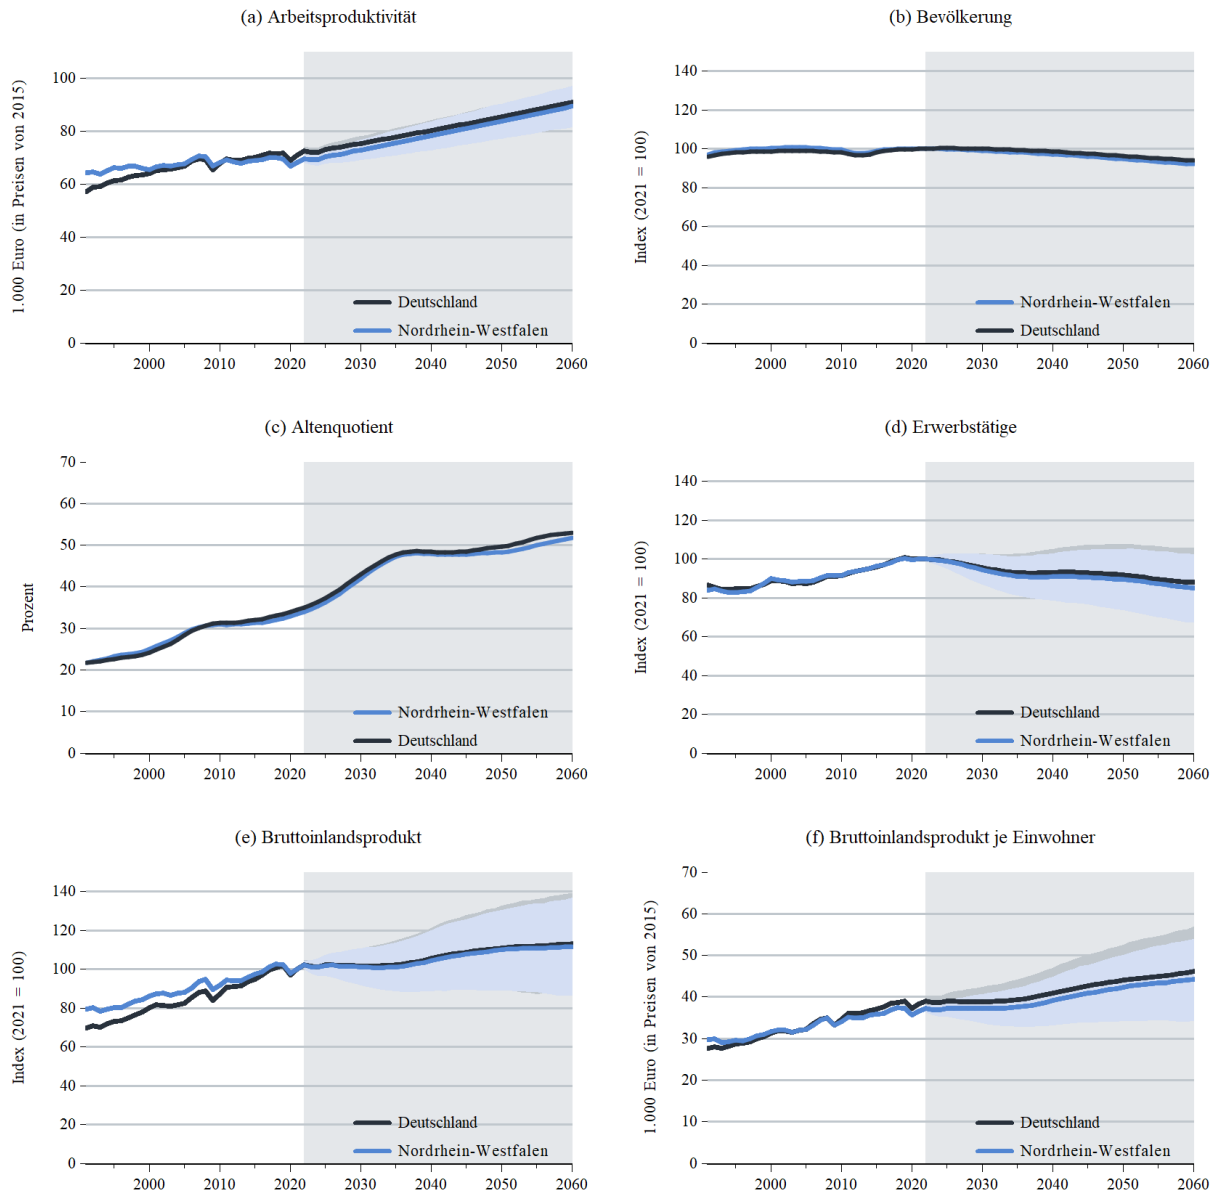 (a) Arbeitsproduktivität
1.000 Euro (in Preisen von 2015)
100
80
60
40
20
0
Deutschland
Nordrhein-Westfalen
2000 2010 2020 2030 2040 2050 2060
(b) Bevölkerung
Index (2021 = 100)
140
120
100
80
60
40
20
0
Nordrhein-Westfalen
Deutschland
2000 2010 2020 2030 2040 2050 2060
(c) Altenquotient
Prozent
70
60
50
40
30
20
10
0
Nordrhein-Westfalen
Deutschland
2000 2010 2020 2030 2040 2050 2060
(d) Erwerbstätige
Index (2021 = 100)
140
120
100
80
60
40
20
0
Deutschland
Nordrhein-Westfalen
2000 2010 2020 2030 2040 2050 2060
(e) Bruttoinlandsprodukt
Index (2021 = 100)
140
120
100
80
60
40
20
0
Deutschland
Nordrhein-Westfalen
2000 2010 2020 2030 2040 2050 2060
(f) Bruttoinlandsprodukt je Einwohner
1.000 Euro (in Preisen von 2015)
70
60
50
40
30
20
10
0
Deutschland
Nordrhein-Westfalen
2000 2010 2020 2030 2040 2050 2060